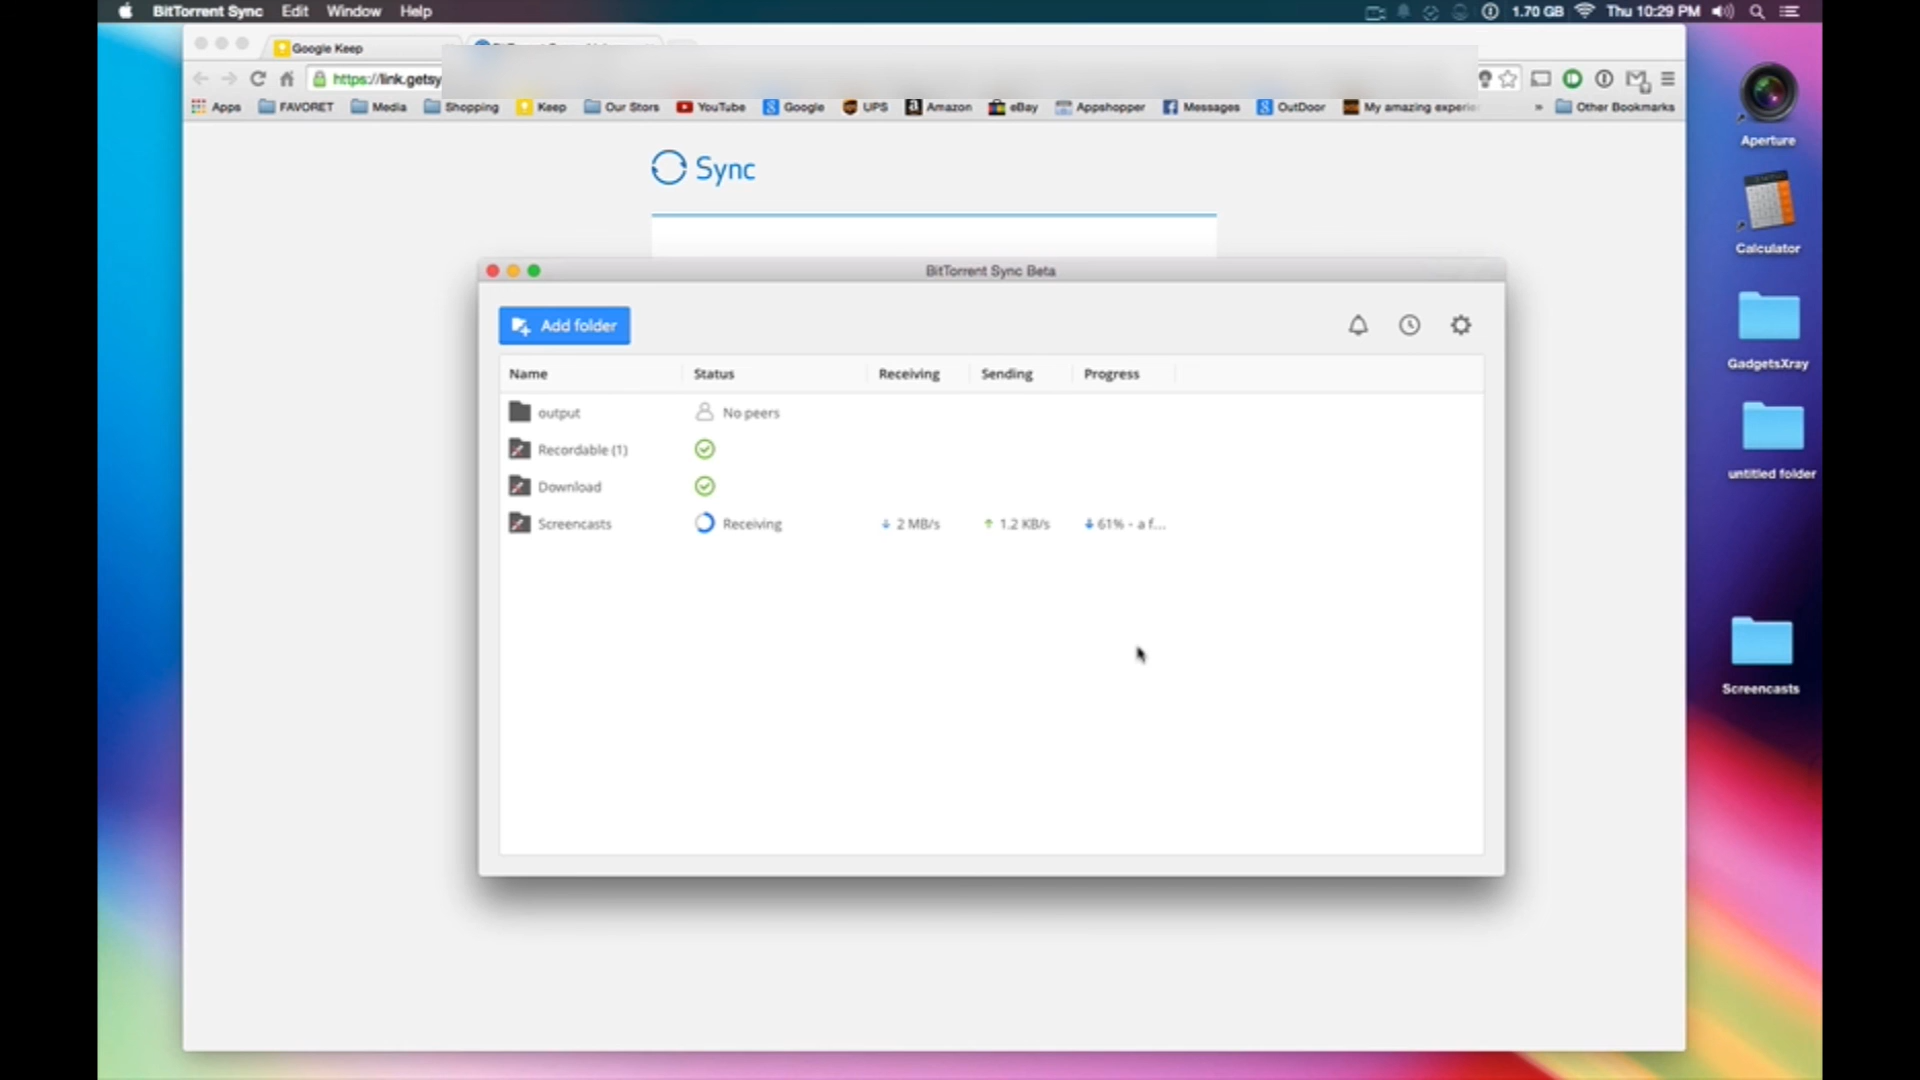 BitTorrent Sync Edit Window Help 1.70 GB Thu 10:29 PM
Google Keep
https://link.getsy
Apps FAVORET Media Shopping Keep Our Stors YouTube Google UPS Amazon eBay Appshopper Messages OutDoor My amazing experie » Other Bookmarks
Sync
BitTorrent Sync Beta
Add folder
Name Status Receiving Sending Progress
output No peers
Recordable (1)
Download
Screencasts Receiving 2 MB/s 1.2 KB/s 61% - a f...
Aperture
Calculator
GadgetsXray
untitled folder
Screencasts